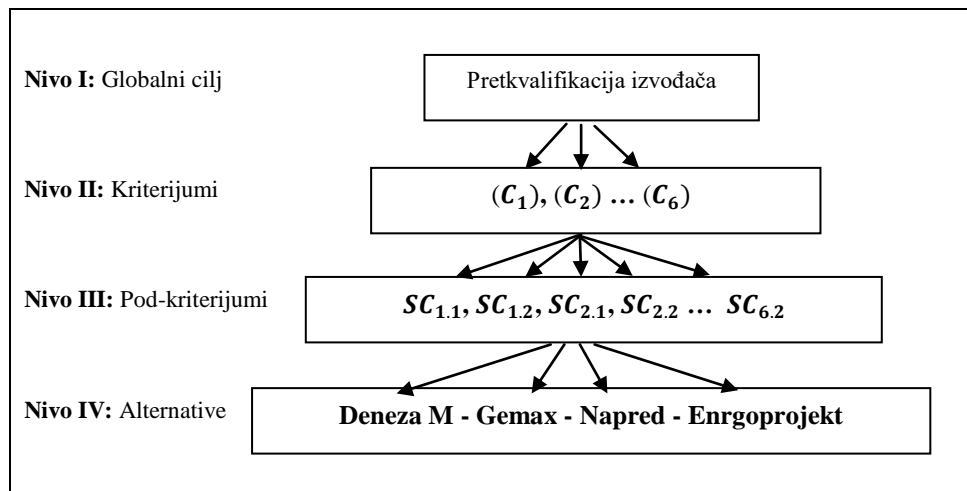 Nivo I: Globalni cilj
Pretkvalifikacija izvođača
Nivo II: Kriterijumi
(C₁), (C₂) … (C₆)
Nivo III: Pod-kriterijumi
SC₁.₁, SC₁.₂, SC₂.₁, SC₂.₂ … SC₆.₂
Nivo IV: Alternative
Deneza M - Gemax - Napred - Enrgoprojekt